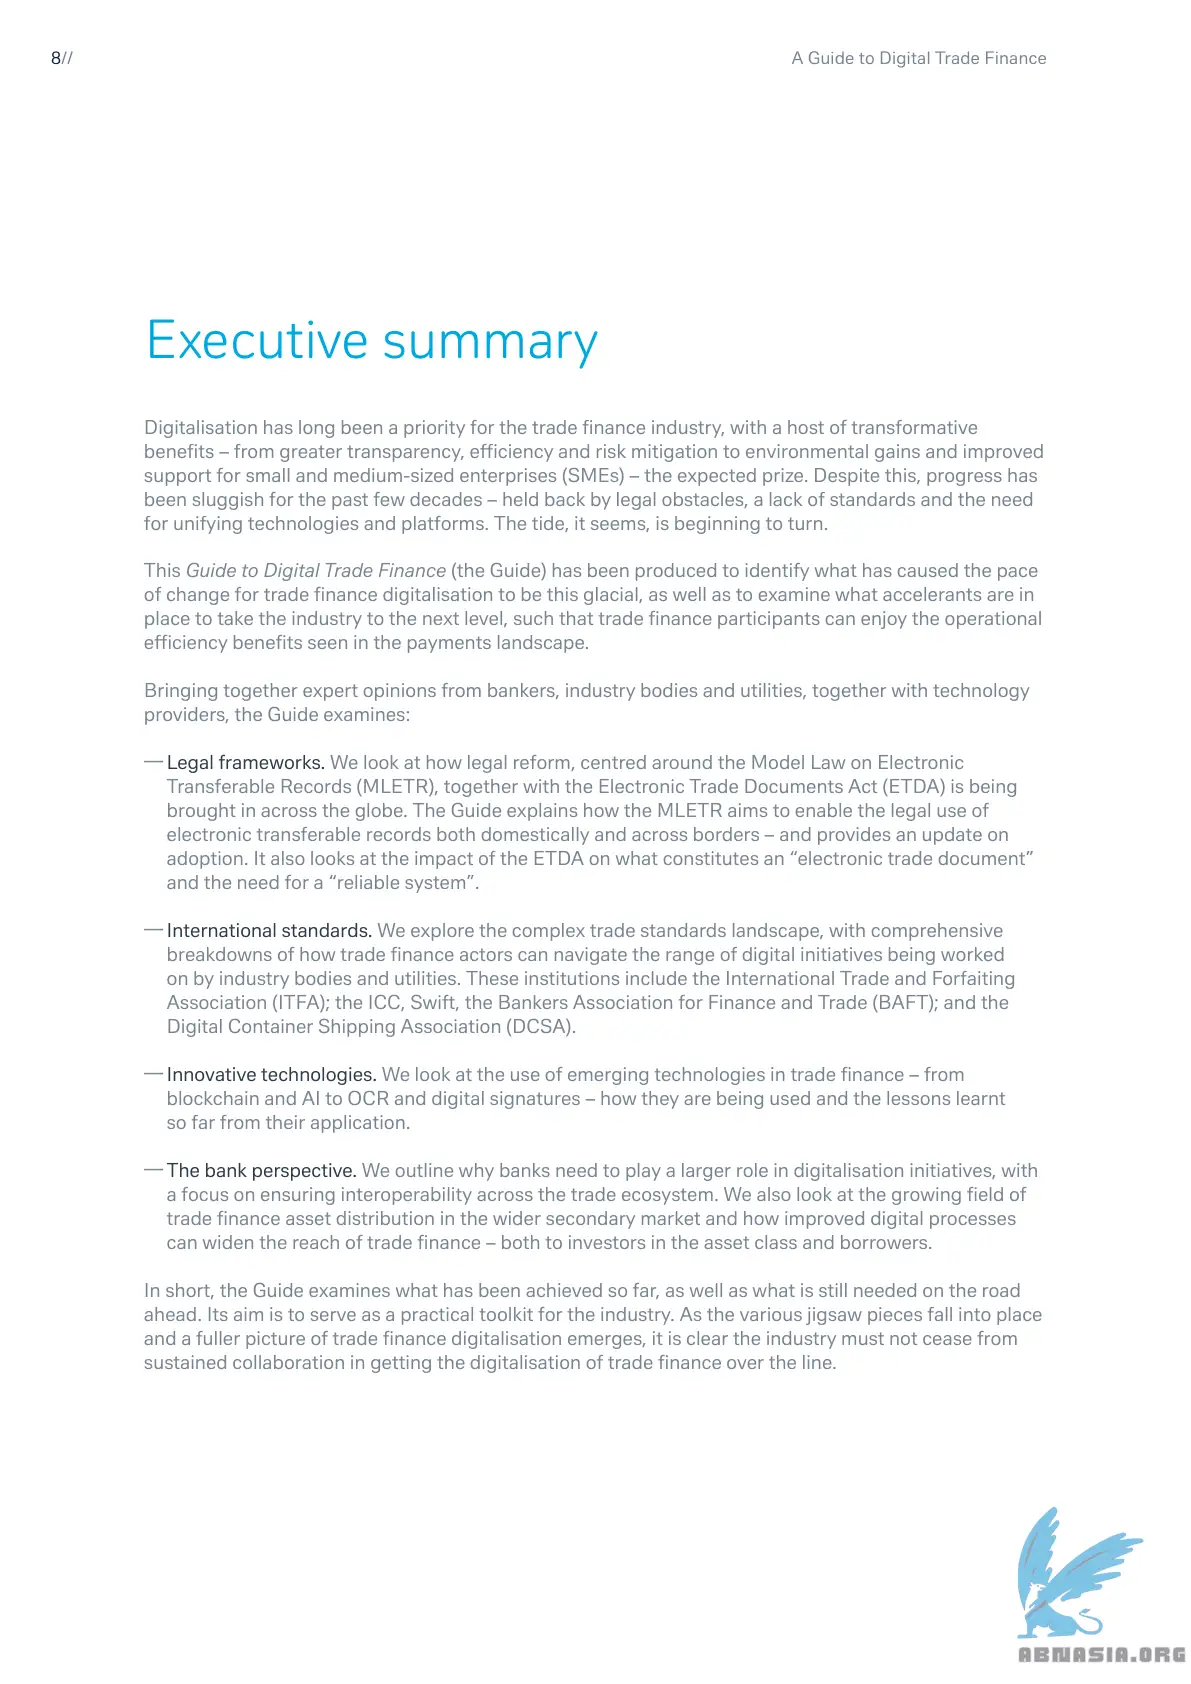 8//
A Guide to Digital Trade Finance
Executive summary
Digitalisation has long been a priority for the trade finance industry, with a host of transformative
benefits – from greater transparency, efficiency and risk mitigation to environmental gains and improved
support for small and medium-sized enterprises (SMEs) – the expected prize. Despite this, progress has
been sluggish for the past few decades – held back by legal obstacles, a lack of standards and the need
for unifying technologies and platforms. The tide, it seems, is beginning to turn.
This Guide to Digital Trade Finance (the Guide) has been produced to identify what has caused the pace
of change for trade finance digitalisation to be this glacial, as well as to examine what accelerants are in
place to take the industry to the next level, such that trade finance participants can enjoy the operational
efficiency benefits seen in the payments landscape.
Bringing together expert opinions from bankers, industry bodies and utilities, together with technology
providers, the Guide examines:
— Legal frameworks. We look at how legal reform, centred around the Model Law on Electronic
Transferable Records (MLETR), together with the Electronic Trade Documents Act (ETDA) is being
brought in across the globe. The Guide explains how the MLETR aims to enable the legal use of
electronic transferable records both domestically and across borders – and provides an update on
adoption. It also looks at the impact of the ETDA on what constitutes an “electronic trade document”
and the need for a “reliable system”.
— International standards. We explore the complex trade standards landscape, with comprehensive
breakdowns of how trade finance actors can navigate the range of digital initiatives being worked
on by industry bodies and utilities. These institutions include the International Trade and Forfaiting
Association (ITFA); the ICC, Swift, the Bankers Association for Finance and Trade (BAFT); and the
Digital Container Shipping Association (DCSA).
— Innovative technologies. We look at the use of emerging technologies in trade finance – from
blockchain and AI to OCR and digital signatures – how they are being used and the lessons learnt
so far from their application.
— The bank perspective. We outline why banks need to play a larger role in digitalisation initiatives, with
a focus on ensuring interoperability across the trade ecosystem. We also look at the growing field of
trade finance asset distribution in the wider secondary market and how improved digital processes
can widen the reach of trade finance – both to investors in the asset class and borrowers.
In short, the Guide examines what has been achieved so far, as well as what is still needed on the road
ahead. Its aim is to serve as a practical toolkit for the industry. As the various jigsaw pieces fall into place
and a fuller picture of trade finance digitalisation emerges, it is clear the industry must not cease from
sustained collaboration in getting the digitalisation of trade finance over the line.
ABNASIA.ORG